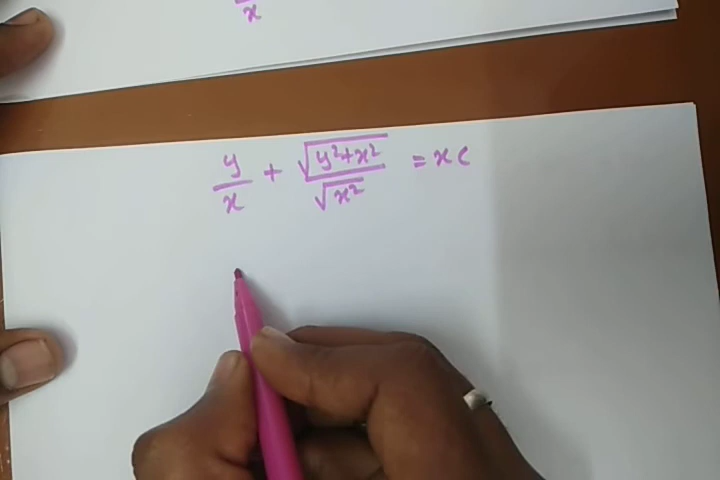 x
y/x + √(y²+x²)/√(x²) = xc